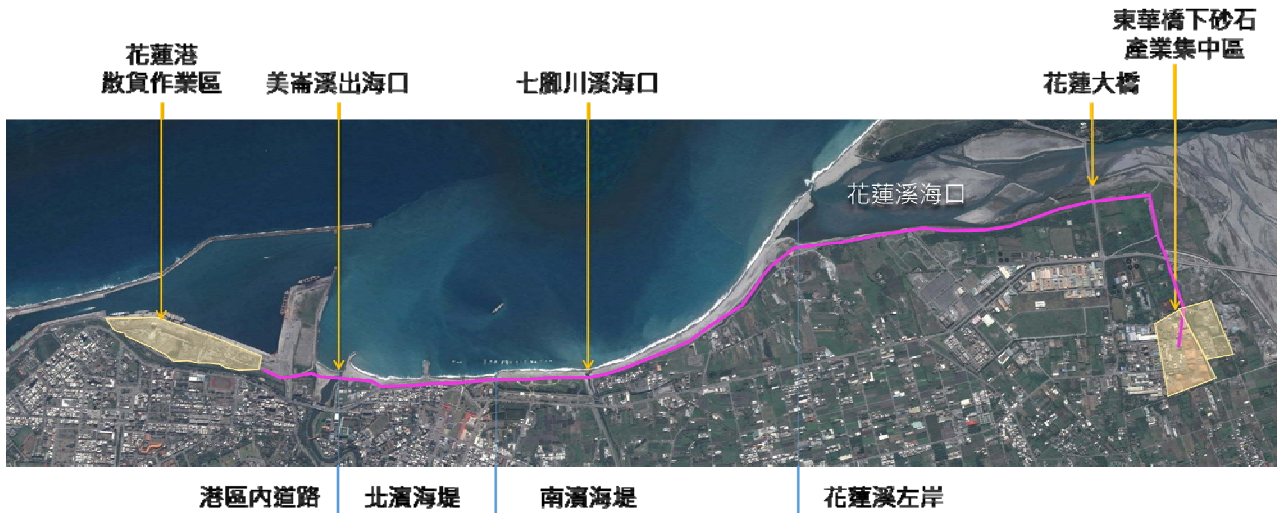 花蓮港
散貨作業區
美崙溪出海口
七腳川溪海口
花蓮大橋
東華橋下砂石
產業集中區
花蓮溪海口
港區內道路
北濱海堤
南濱海堤
花蓮溪左岸